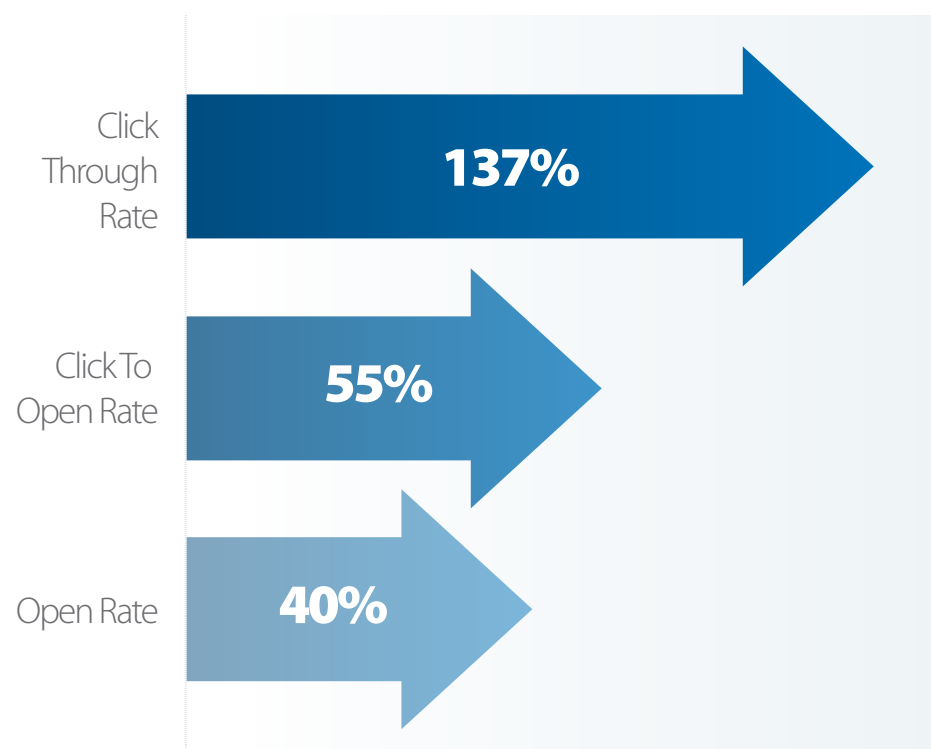 Click
Through
Rate
137%
Click To
Open Rate
55%
Open Rate
40%